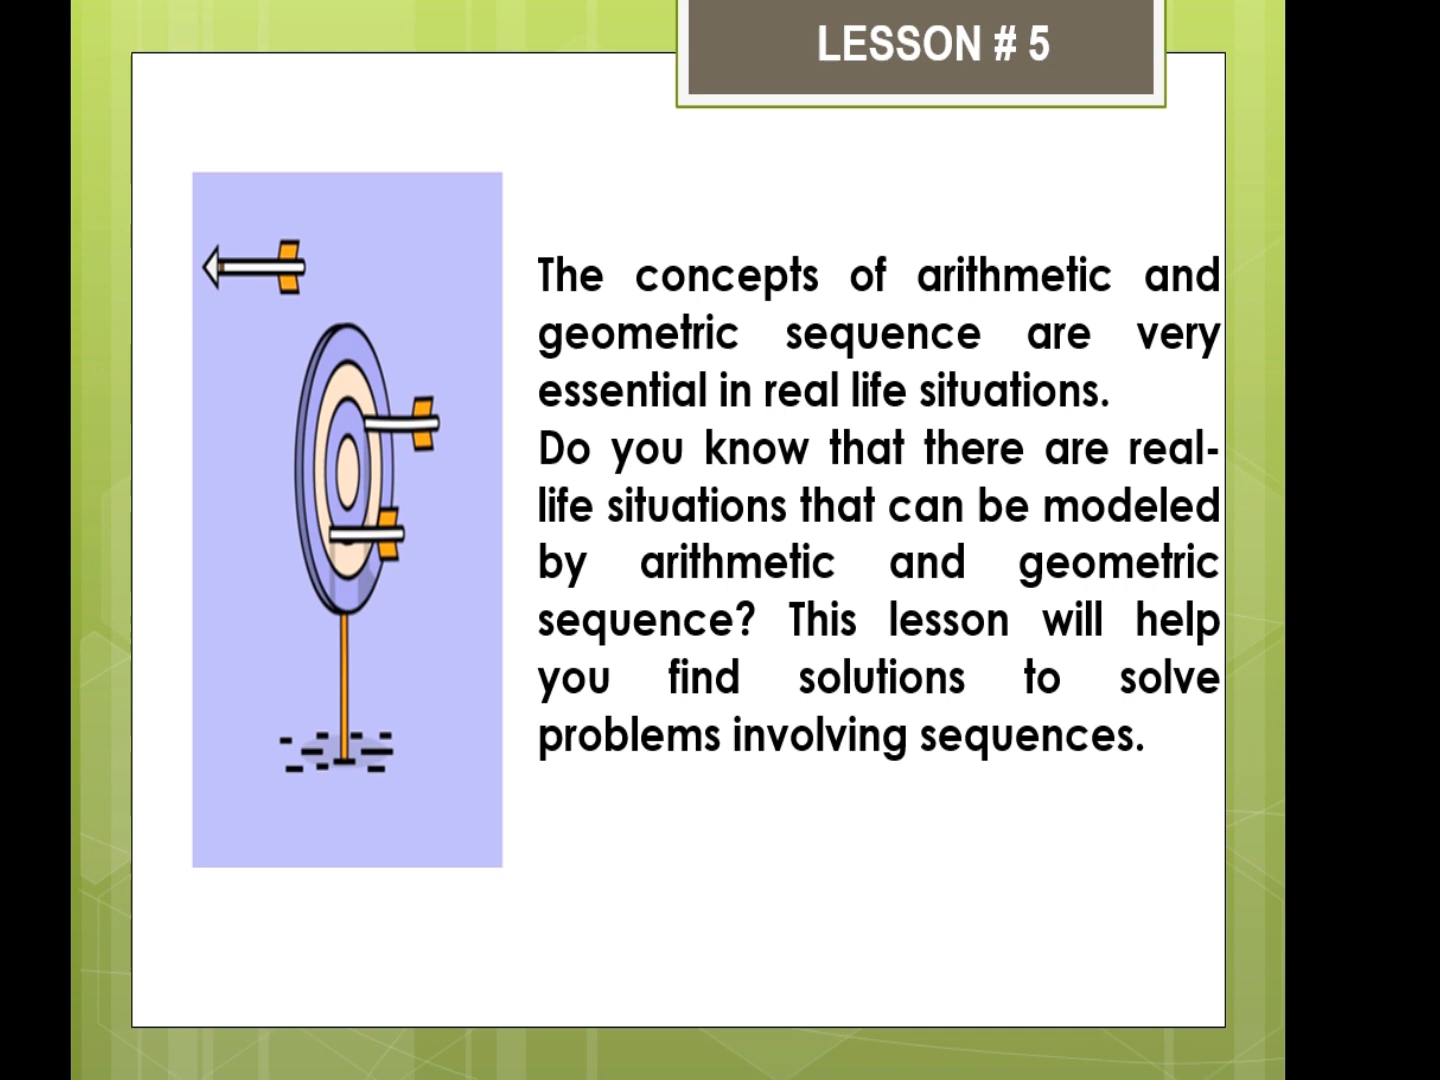 LESSON # 5
The concepts of arithmetic and
geometric sequence are very
essential in real life situations.
Do you know that there are real-
life situations that can be modeled
by arithmetic and geometric
sequence? This lesson will help
you find solutions to solve
problems involving sequences.